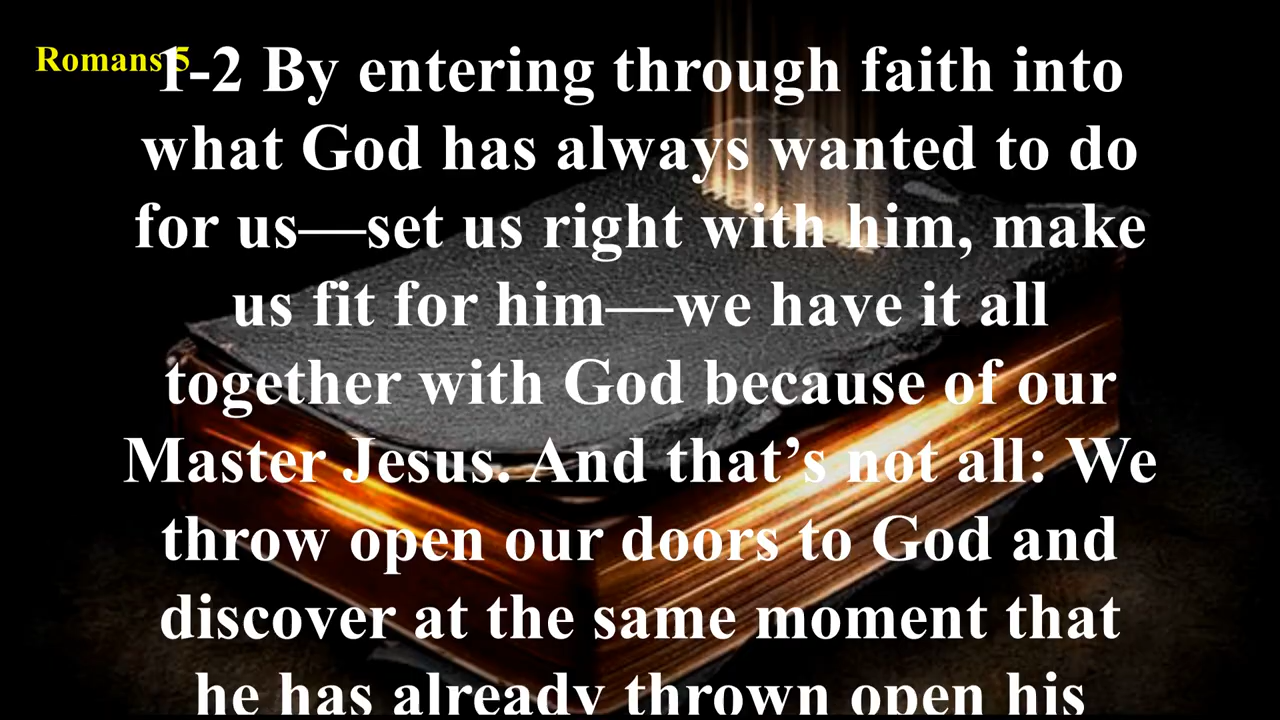 Romans 5
1-2 By entering through faith into
what God has always wanted to do
for us—set us right with him, make
us fit for him—we have it all
together with God because of our
Master Jesus. And that’s not all: We
throw open our doors to God and
discover at the same moment that
he has already thrown open his